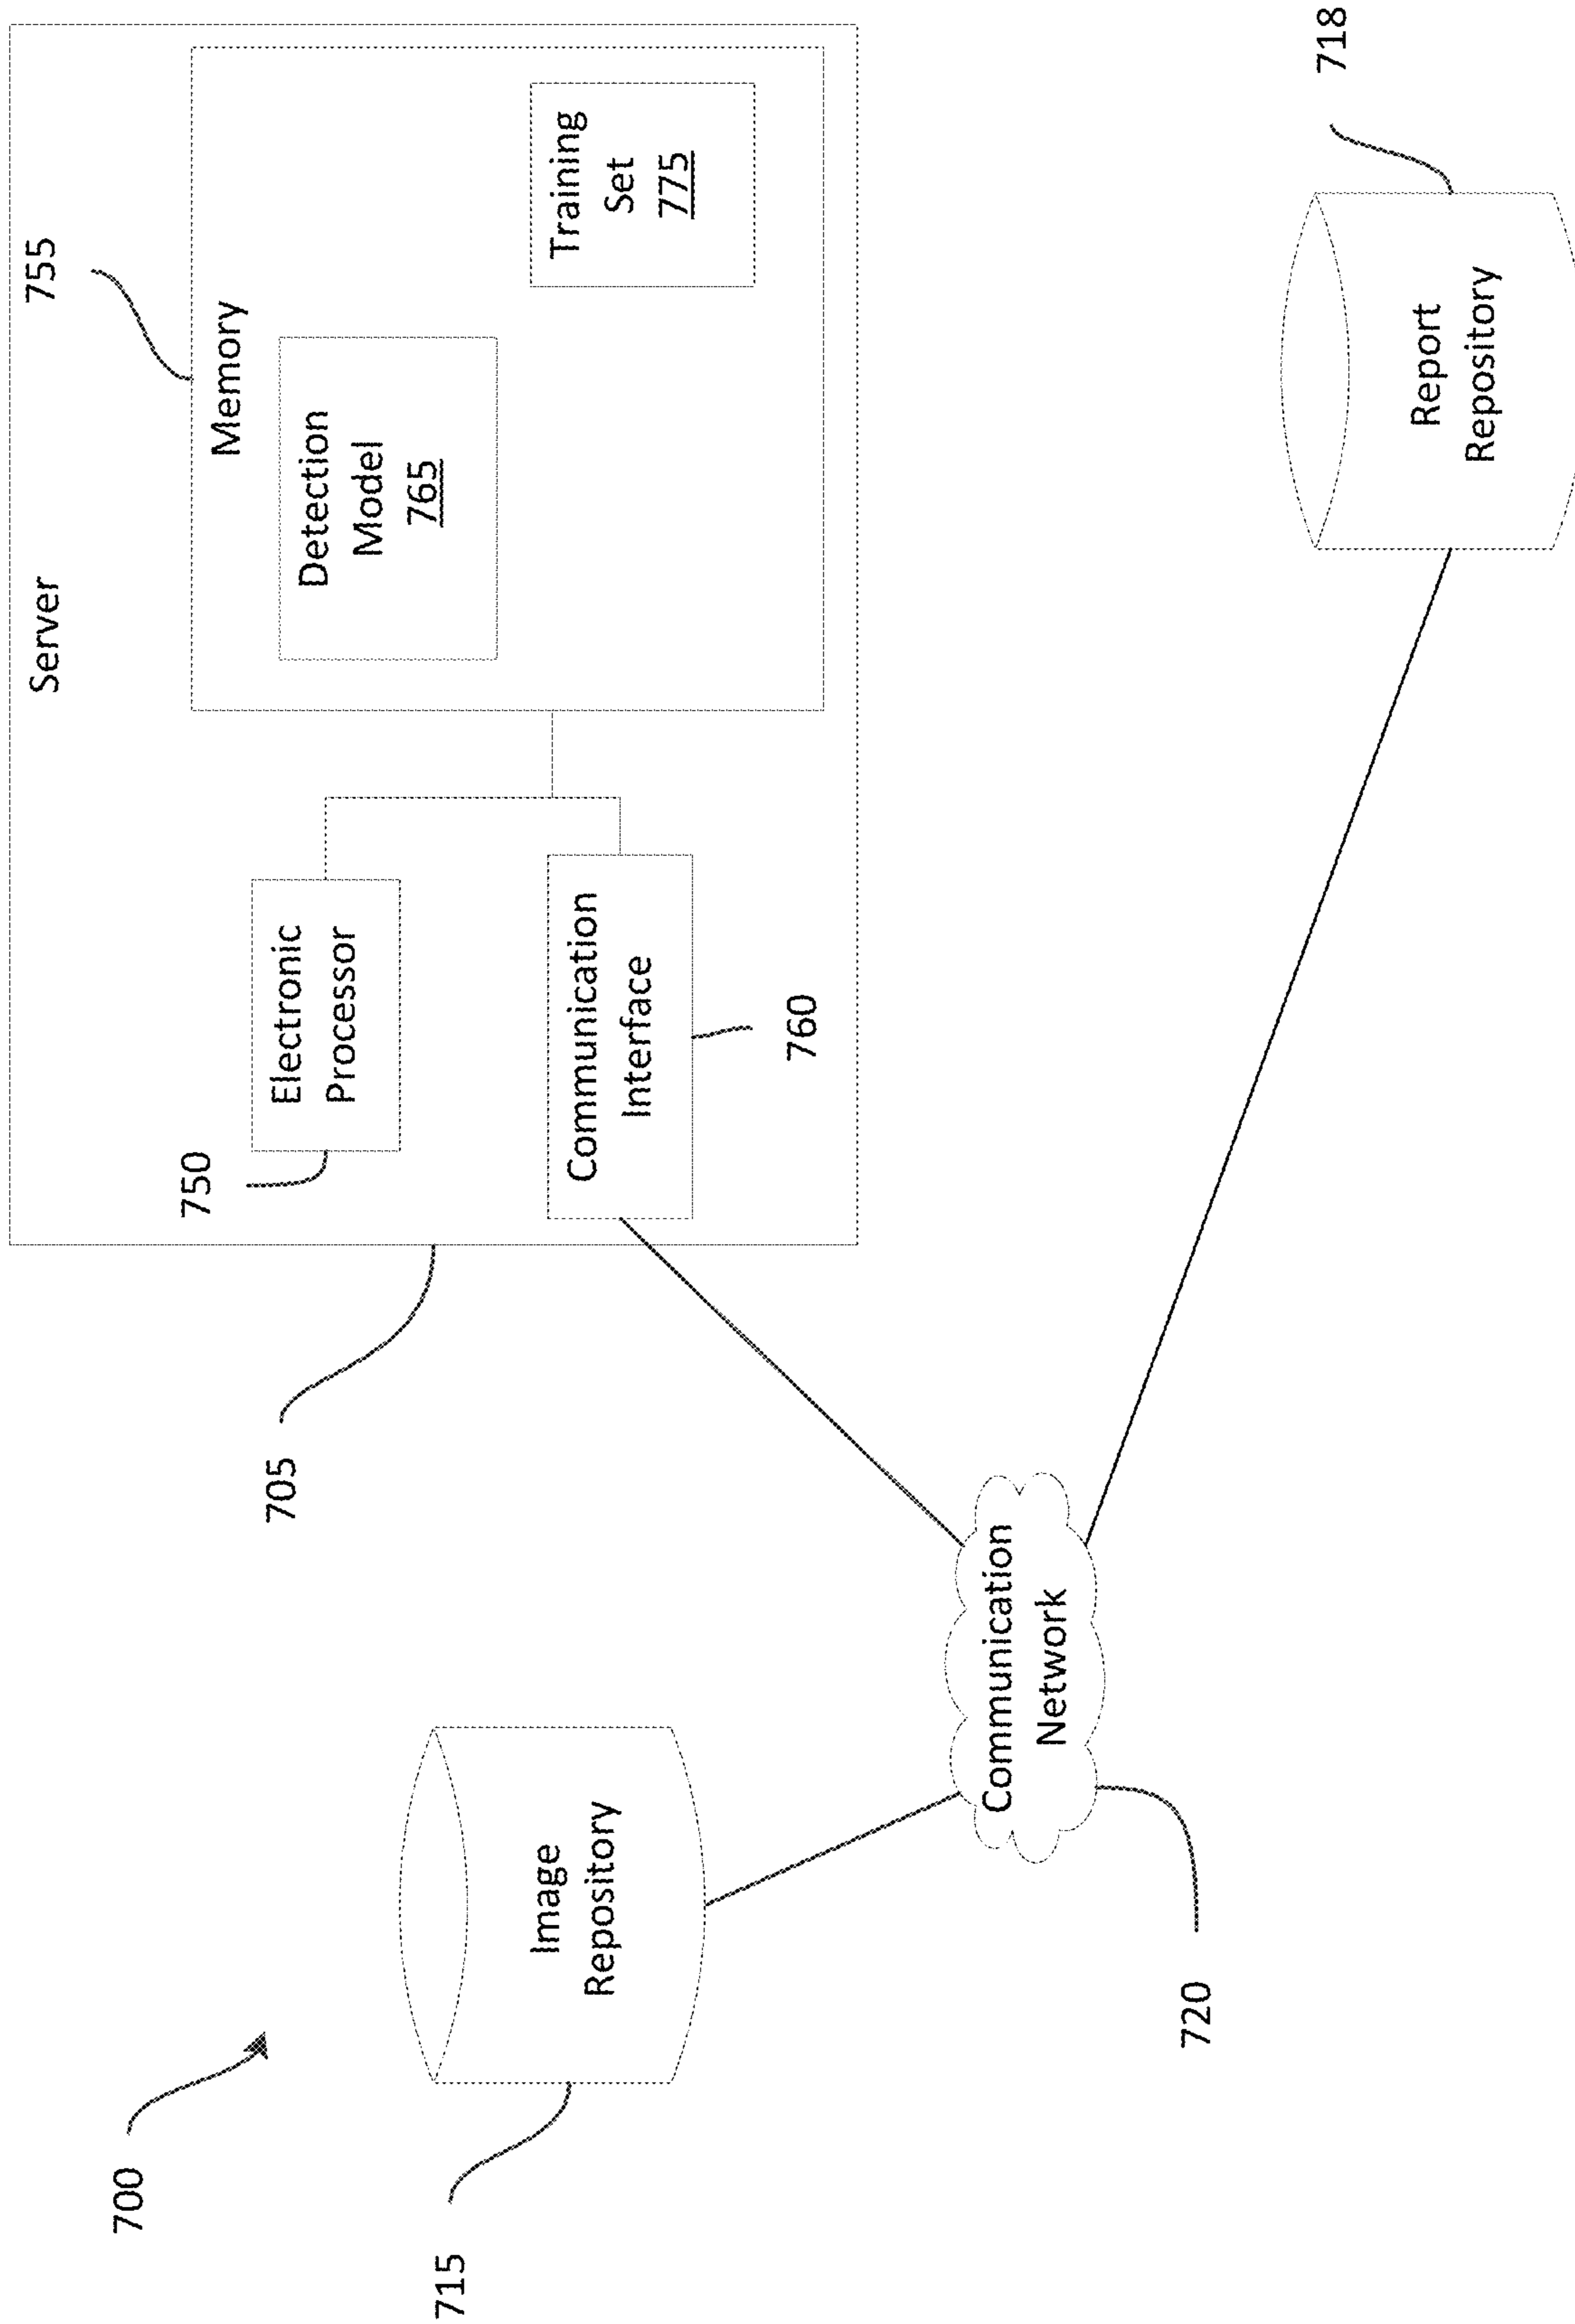 700
705
Server
755
Memory
750
Electronic
Processor
Detection
Model
765
Training
Set
775
Communication
Interface
760
715
Image
Repository
Communication
Network
720
718
Report
Repository